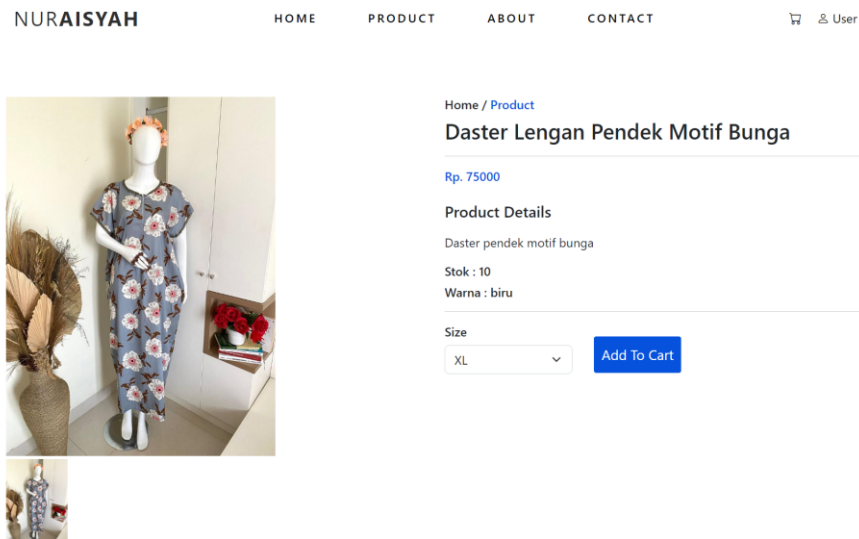 NURAISYAH HOME PRODUCT ABOUT CONTACT User
Home / Product
Daster Lengan Pendek Motif Bunga
Rp. 75000
Product Details
Daster pendek motif bunga
Stok : 10
Warna : biru
Size
XL Add To Cart